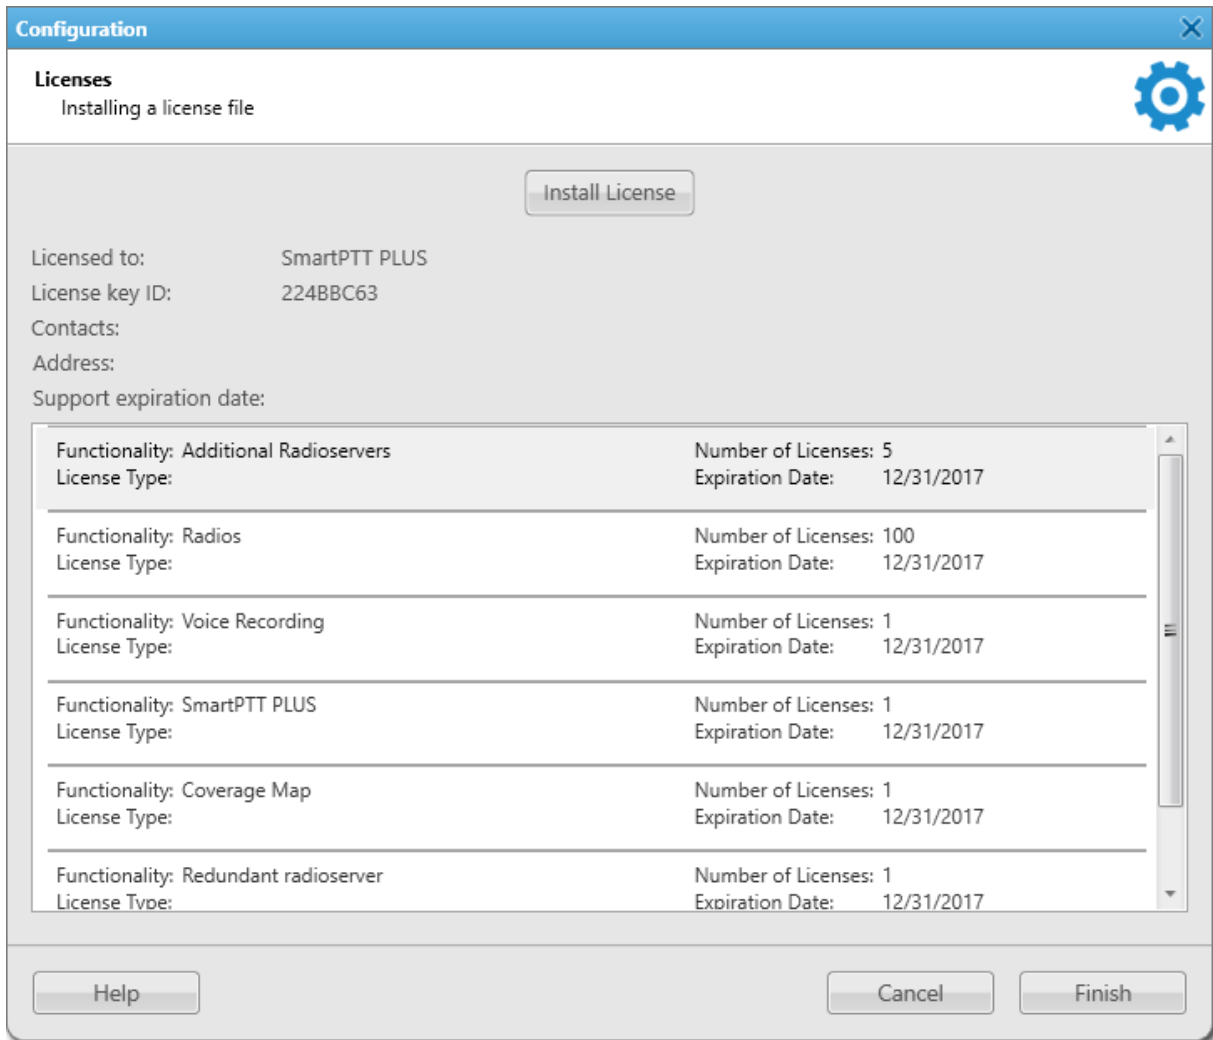 Configuration
Licenses
Installing a license file
Install License
Licensed to: SmartPTT PLUS
License key ID: 224BBC63
Contacts:
Address:
Support expiration date:
Functionality: Additional Radioservers Number of Licenses: 5
License Type: Expiration Date: 12/31/2017
Functionality: Radios Number of Licenses: 100
License Type: Expiration Date: 12/31/2017
Functionality: Voice Recording Number of Licenses: 1
License Type: Expiration Date: 12/31/2017
Functionality: SmartPTT PLUS Number of Licenses: 1
License Type: Expiration Date: 12/31/2017
Functionality: Coverage Map Number of Licenses: 1
License Type: Expiration Date: 12/31/2017
Functionality: Redundant radioserver Number of Licenses: 1
License Type: Expiration Date: 12/31/2017
Help Cancel Finish